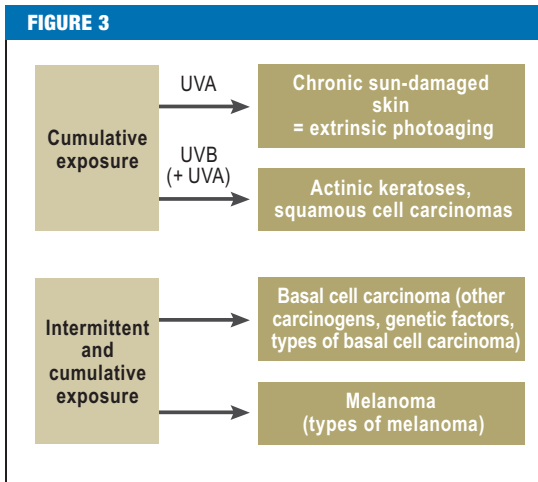 FIGURE 3
Cumulative
exposure
UVA
Chronic sun-damaged
skin
= extrinsic photoaging
UVB
(+ UVA)
Actinic keratoses,
squamous cell carcinomas
Intermittent
and
cumulative
exposure
Basal cell carcinoma (other
carcinogens, genetic factors,
types of basal cell carcinoma)
Melanoma
(types of melanoma)